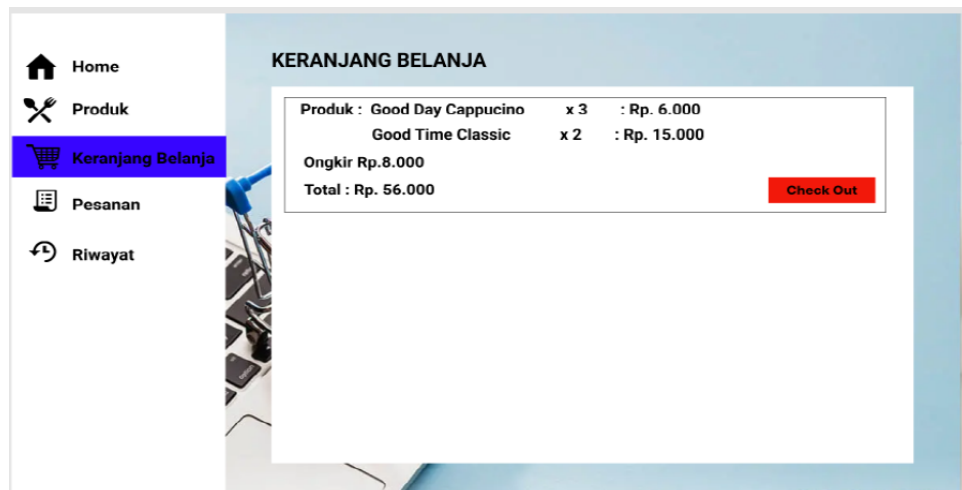 Home
Produk
Keranjang Belanja
Pesanan
Riwayat
KERANJANG BELANJA
Produk : Good Day Cappucino x 3 : Rp. 6.000
Good Time Classic x 2 : Rp. 15.000
Ongkir Rp.8.000
Total : Rp. 56.000
Check Out
option